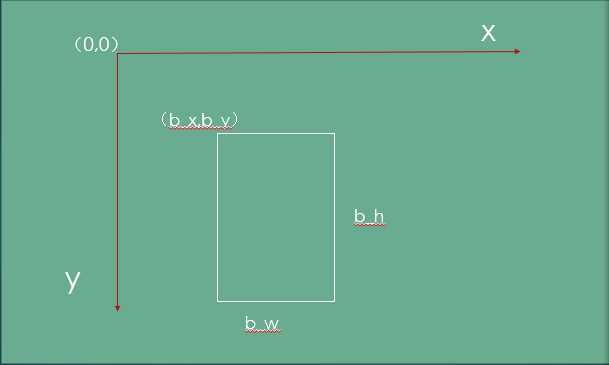 X
（0,0）
（b_x,b_y）
b_h
y
b_w